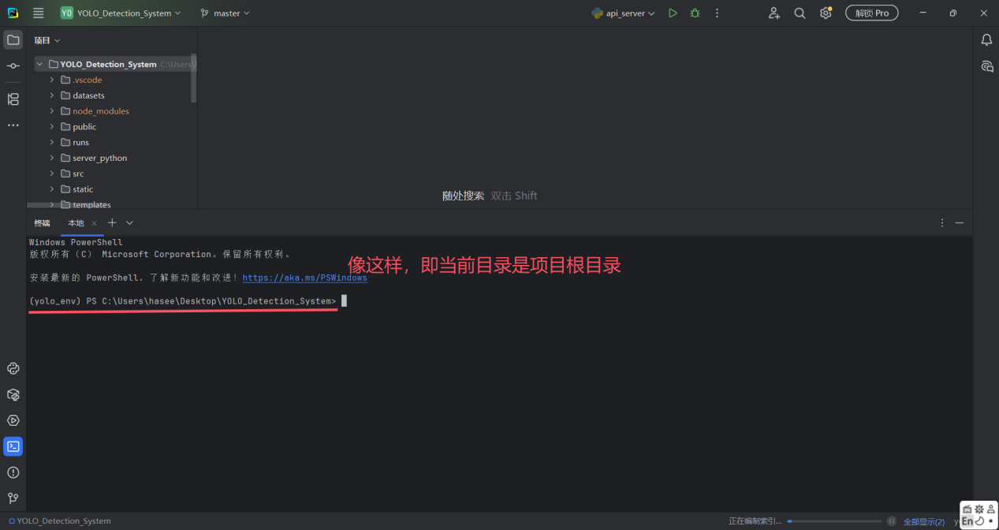 YO YOLO_Detection_System master api_server 解锁 Pro
项目
YOLO_Detection_System C:\Users\
.vscode
datasets
node_modules
public
runs
server_python
src
static
templates
随处搜索 双击 Shift
终端 本地
Windows PowerShell
版权所有 (C) Microsoft Corporation。保留所有权利。
像这样，即当前目录是项目根目录
安装最新的 PowerShell，了解新功能和改进！https://aka.ms/PSWindows
(yolo_env) PS C:\Users\hasee\Desktop\YOLO_Detection_System>
YOLO_Detection_System 正在编制索引... 全部显示(2) y
En